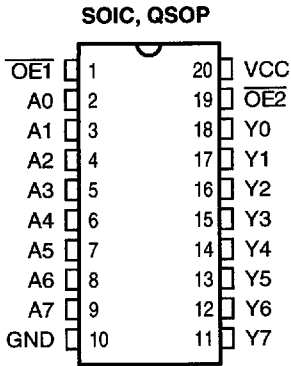 SOIC, QSOP
OE1 1 20 VCC
A0 2 19 OE2
A1 3 18 Y0
A2 4 17 Y1
A3 5 16 Y2
A4 6 15 Y3
A5 7 14 Y4
A6 8 13 Y5
A7 9 12 Y6
GND 10 11 Y7